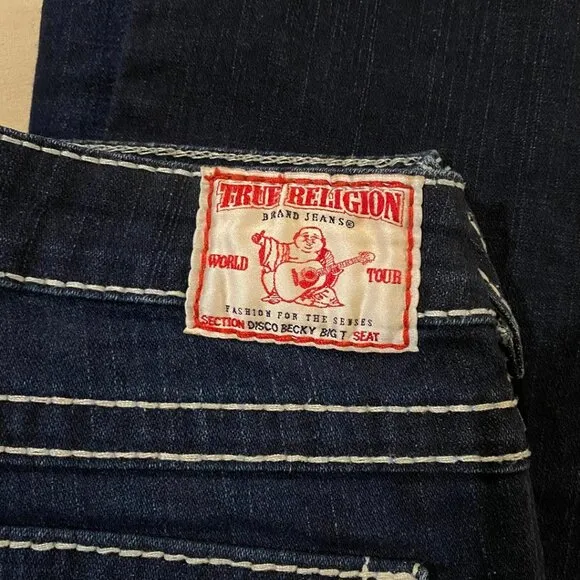 TRUE RELIGION
BRAND JEANS®
WORLD TOUR
FASHION FOR THE SENSES
SECTION DISCO BECKY BIG T SEAT